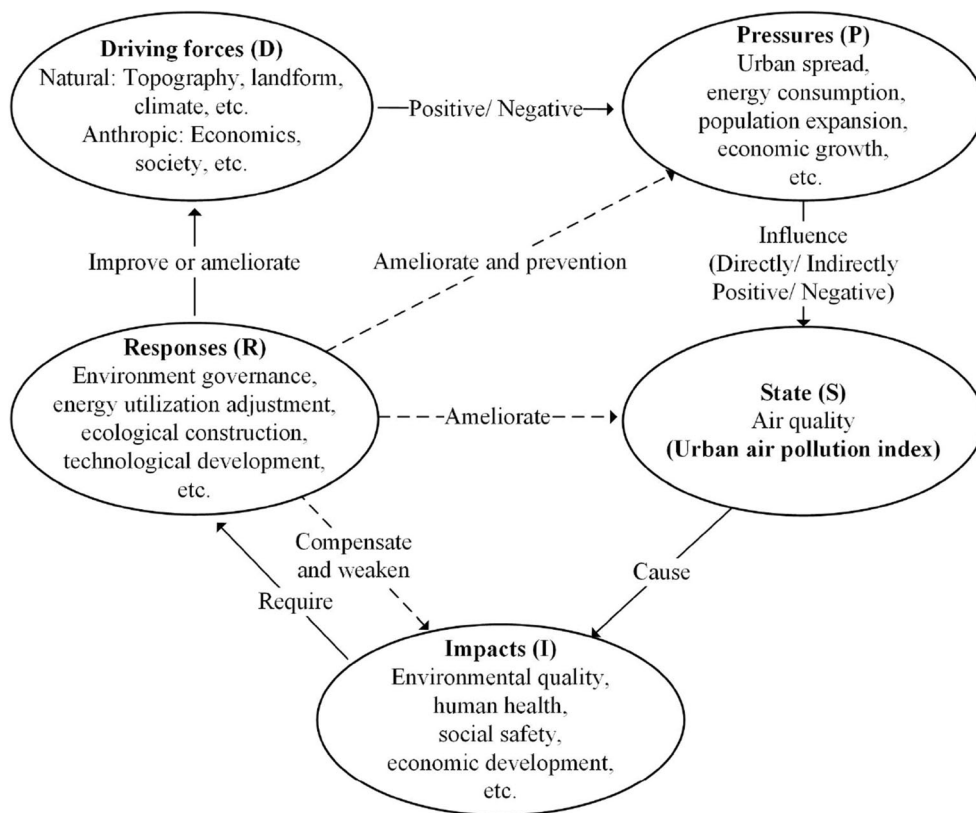 Driving forces (D)
Natural: Topography, landform,
climate, etc.
Anthropic: Economics,
society, etc.
Positive/ Negative
Pressures (P)
Urban spread,
energy consumption,
population expansion,
economic growth,
etc.
Improve or ameliorate
Ameliorate and prevention
Influence
(Directly/ Indirectly
Positive/ Negative)
Responses (R)
Environment governance,
energy utilization adjustment,
ecological construction,
technological development,
etc.
Ameliorate
State (S)
Air quality
(Urban air pollution index)
Compensate
and weaken
Require
Cause
Impacts (I)
Environmental quality,
human health,
social safety,
economic development,
etc.